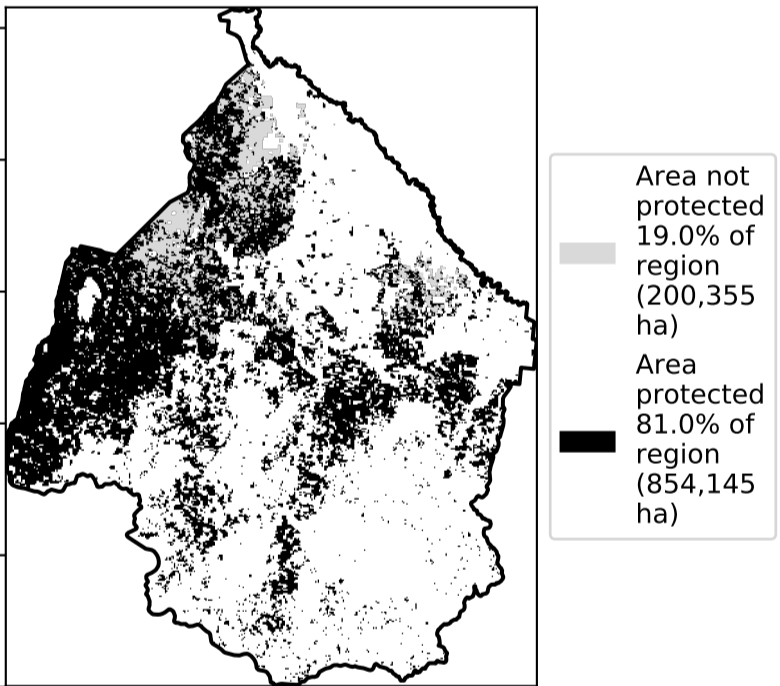 Area not
protected
19.0% of
region
(200,355
ha)
Area
protected
81.0% of
region
(854,145
ha)